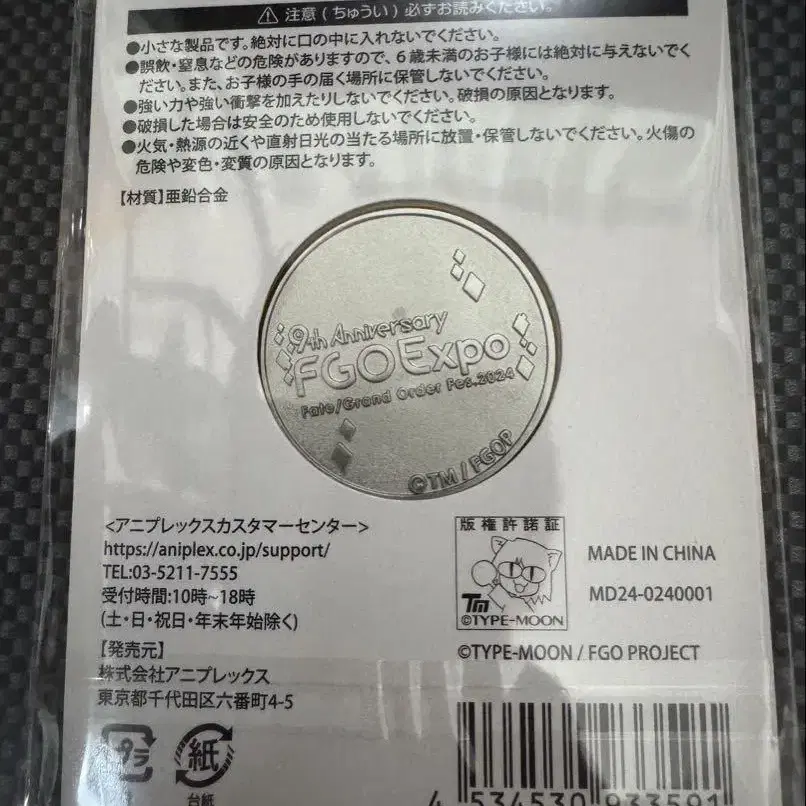 ⚠ 注意(ちゅうい)必ずお読みください。
●小さな製品です。絶対に口の中に入れないでください。
●誤飲・窒息などの危険がありますので、6歳未満のお子様には絶対に与えないでく
ださい。また、お子様の手の届く場所に保管しないでください。
●強い力や強い衝撃を加えたりしないでください。破損の原因となります。
●破損した場合は安全のため使用しないでください。
●火気・熱源の近くや直射日光の当たる場所に放置・保管しないでください。火傷の
危険や変色・変質の原因となります。
【材質】亜鉛合金
9th Anniversary
FGO Expo
Fate/Grand Order Fes.2024
©TM / FGOP
<アニプレックスカスタマーセンター>
https://aniplex.co.jp/support/
TEL:03-5211-7555
受付時間:10時~18時
(土・日・祝日・年末年始除く)
【発売元】
株式会社アニプレックス
東京都千代田区六番町4-5
版権許諾証
TM
©TYPE-MOON
MADE IN CHINA
MD24-0240001
©TYPE-MOON / FGO PROJECT
プラ
紙
台紙
4 534530 933591